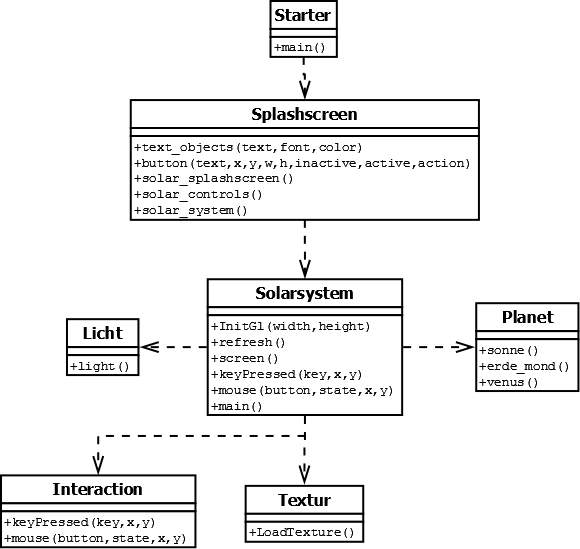 Starter
+main()
Splashscreen
+text_objects(text,font,color)
+button(text,x,y,w,h,inactive,active,action)
+solar_splashscreen()
+solar_controls()
+solar_system()
Solarsystem
+InitGl(width,height)
+refresh()
+screen()
+keyPressed(key,x,y)
+mouse(button,state,x,y)
+main()
Licht
+light()
Planet
+sonne()
+erde_mond()
+venus()
Interaction
+keyPressed(key,x,y)
+mouse(button,state,x,y)
Textur
+LoadTexture()